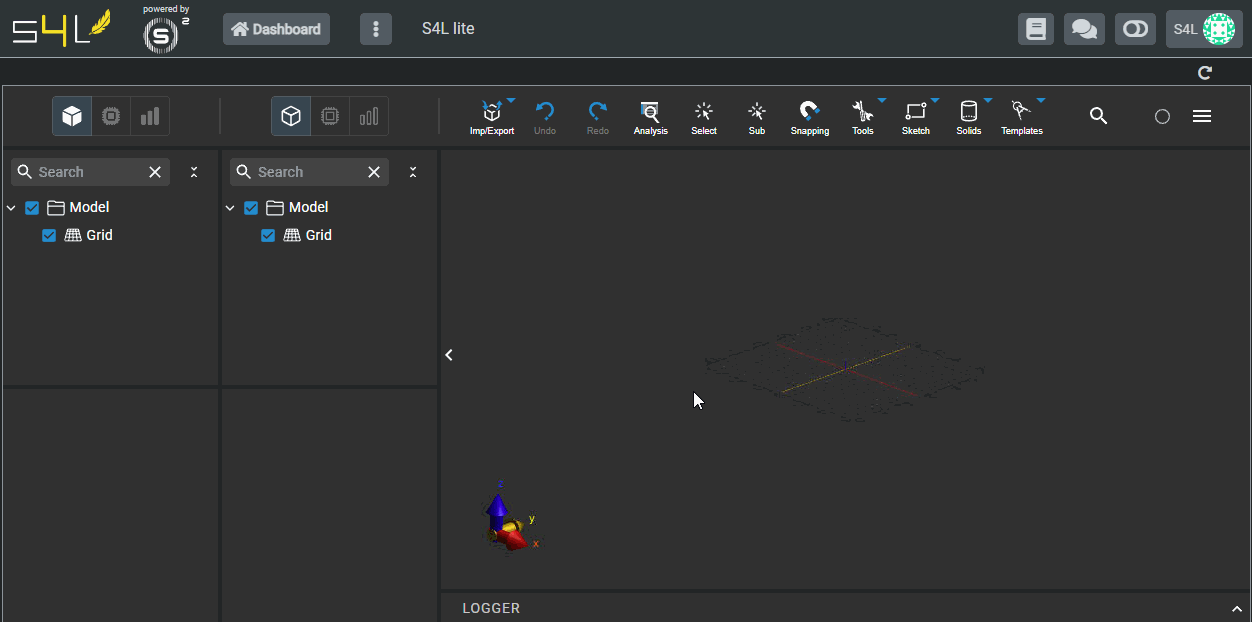 S4L
powered by
S 2
Dashboard
S4L lite
S4L
Imp/Export
Undo
Redo
Analysis
Select
Sub
Snapping
Tools
Sketch
Solids
Templates
Search
Search
Model
Model
Grid
Grid
y
x
LOGGER